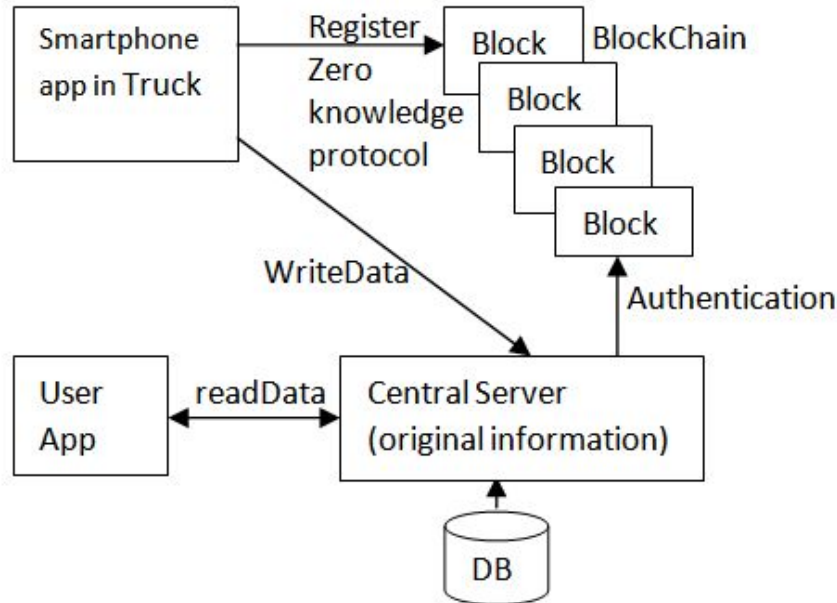 Smartphone
app in Truck
Register
Zero
knowledge
protocol
Block
BlockChain
Block
Block
Block
WriteData
Authentication
User
App
readData
Central Server
(original information)
DB